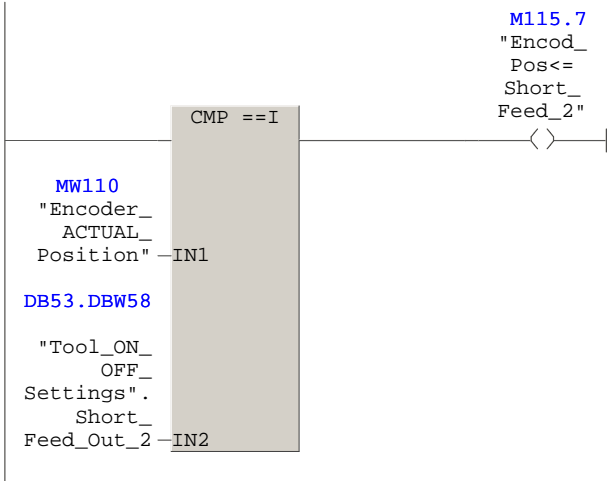 M115.7
"Encod_
Pos<=
Short_
Feed_2"
CMP ==I
MW110
"Encoder_
ACTUAL_
Position"
IN1
DB53.DBW58
"Tool_ON_
OFF_
Settings".
Short_
Feed_Out_2
IN2